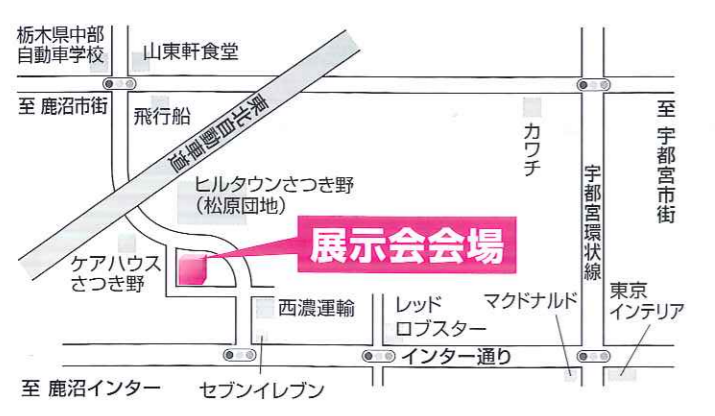 栃木県中部
自動車学校
山東軒食堂
至 鹿沼市街
飛行船
東北自動車道
カワチ
至 宇都宮市街
宇都宮環状線
ヒルタウンさつき野
(松原団地)
展示会会場
ケアハウス
さつき野
西濃運輸
レッド
ロブスター
マクドナルド
東京
インテリア
インター通り
至 鹿沼インター
セブンイレブン